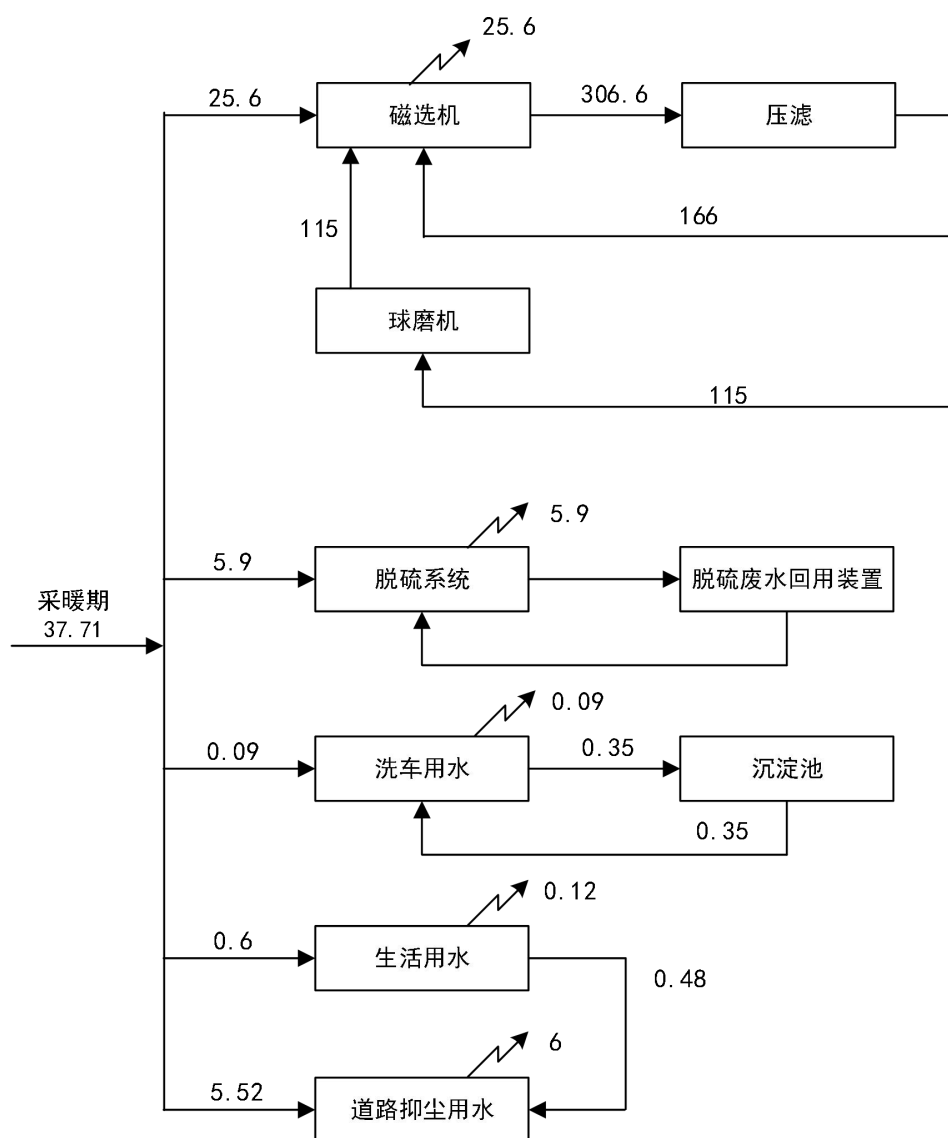 25.6
25.6
磁选机
306.6
压滤
115
166
球磨机
115
5.9
5.9
脱硫系统
脱硫废水回用装置
采暖期
37.71
0.09
0.09
洗车用水
0.35
沉淀池
0.35
0.12
0.6
生活用水
0.48
6
5.52
道路抑尘用水